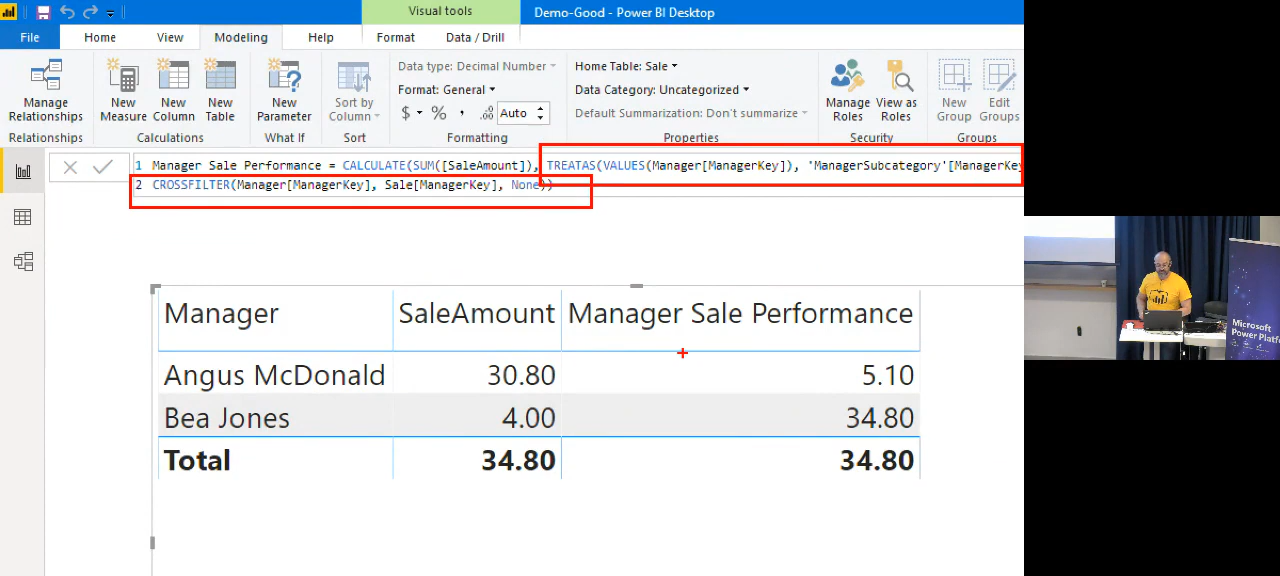 Visual tools
Demo-Good - Power BI Desktop
File Home View Modeling Help Format Data / Drill
Manage Relationships
Relationships
New Measure
New Column
New Table
Calculations
New Parameter
What If
Sort by Column
Sort
Data type: Decimal Number
Format: General
$ % , .00 Auto
Formatting
Home Table: Sale
Data Category: Uncategorized
Default Summarization: Don't summarize
Properties
Manage Roles
View as Roles
Security
New Group
Edit Groups
Groups
1 Manager Sale Performance = CALCULATE(SUM([SaleAmount]), TREATAS(VALUES(Manager[ManagerKey]), 'ManagerSubcategory'[ManagerKey
2 CROSSFILTER(Manager[ManagerKey], Sale[ManagerKey], None))
Manager SaleAmount Manager Sale Performance
Angus McDonald 30.80 5.10
Bea Jones 4.00 34.80
Total 34.80 34.80
Microsoft
Power Platf